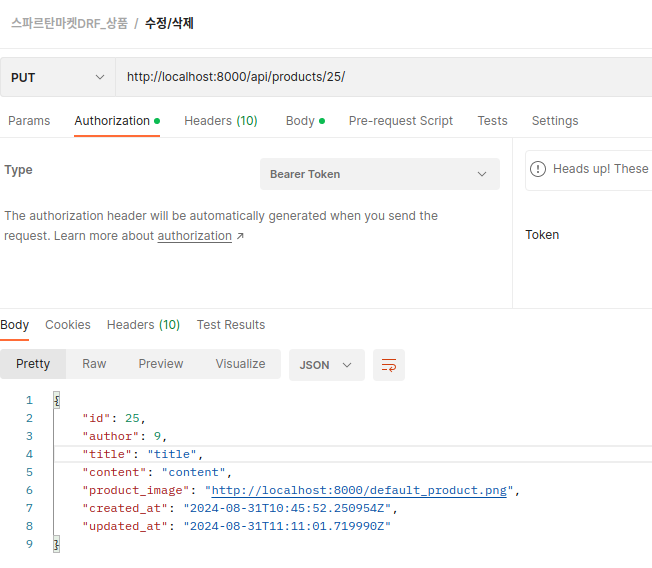 스파르탄마켓DRF_상품 / 수정/삭제
PUT http://localhost:8000/api/products/25/
Params Authorization Headers (10) Body Pre-request Script Tests Settings
Type Bearer Token
Heads up! These
The authorization header will be automatically generated when you send the
request. Learn more about authorization ↗
Token
Body Cookies Headers (10) Test Results
Pretty Raw Preview Visualize JSON
1 {
2 "id": 25,
3 "author": 9,
4 "title": "title",
5 "content": "content",
6 "product_image": "http://localhost:8000/default_product.png",
7 "created_at": "2024-08-31T10:45:52.250954Z",
8 "updated_at": "2024-08-31T11:11:01.719990Z"
9 }